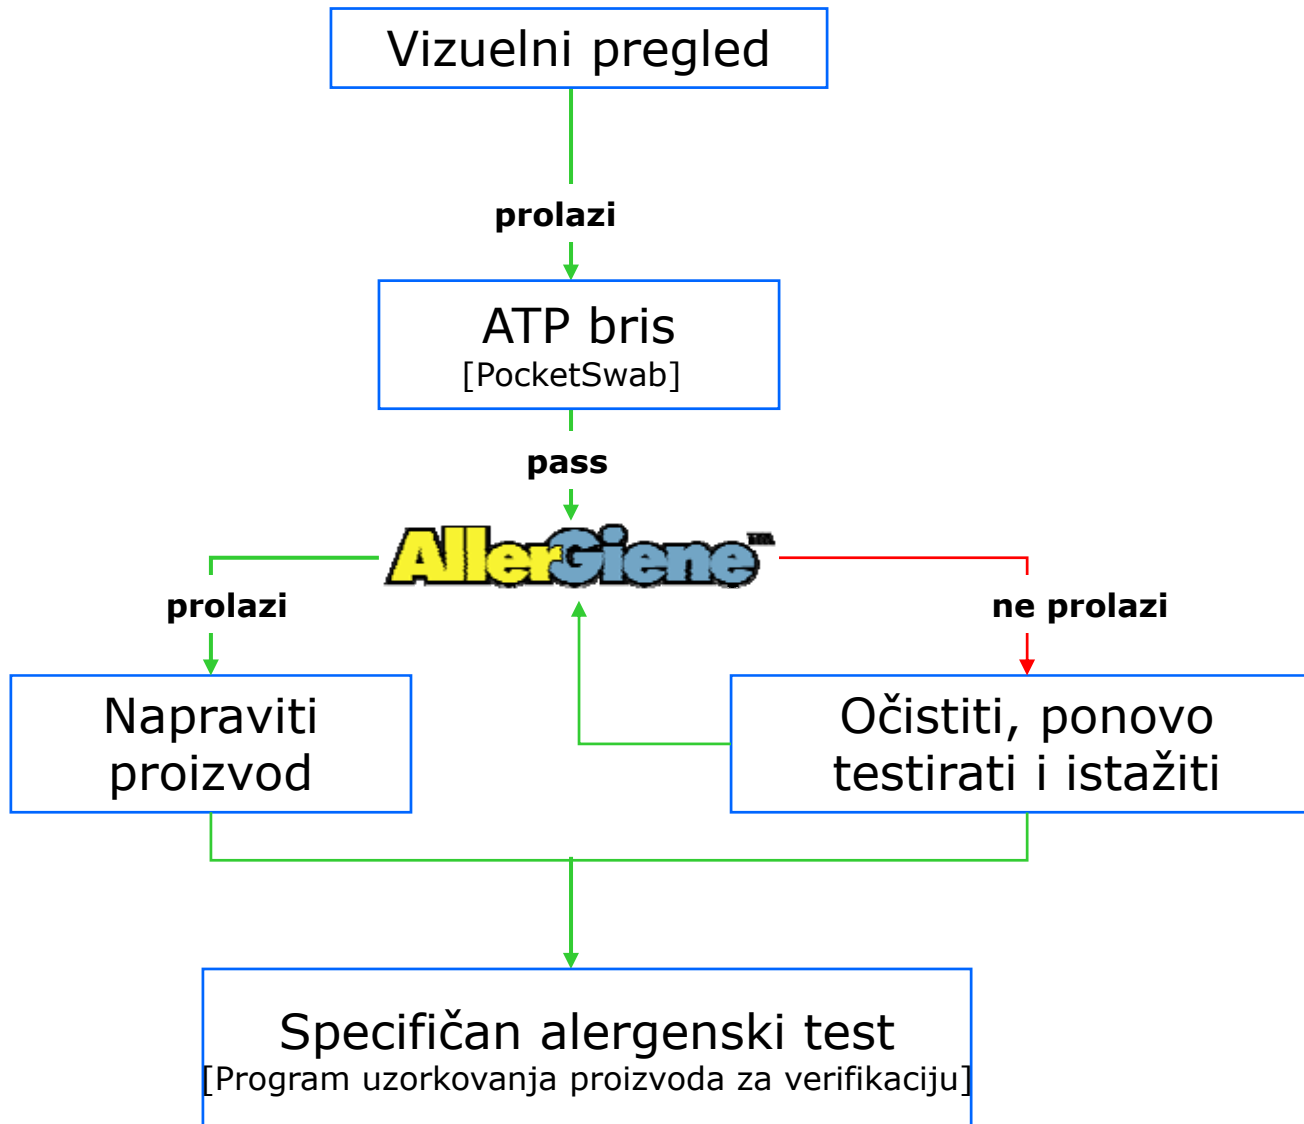 Vizuelni pregled
prolazi
ATP bris
[PocketSwab]
pass
AllerGiene™
prolazi
ne prolazi
Napraviti
proizvod
Očistiti, ponovo
testirati i istažiti
Specifičan alergenski test
[Program uzorkovanja proizvoda za verifikaciju]